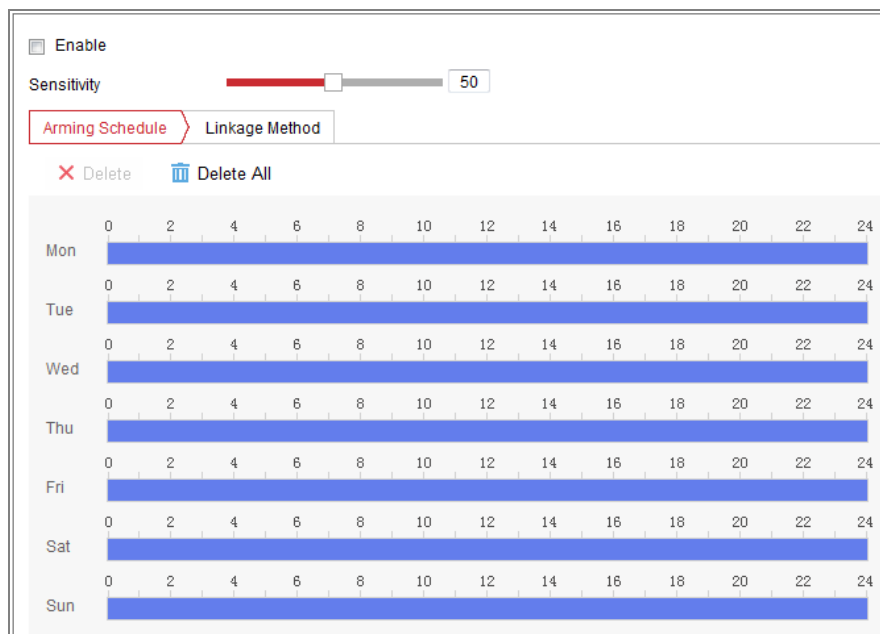 Enable
Sensitivity 50
Arming Schedule Linkage Method
Delete Delete All
0 2 4 6 8 10 12 14 16 18 20 22 24
Mon
0 2 4 6 8 10 12 14 16 18 20 22 24
Tue
0 2 4 6 8 10 12 14 16 18 20 22 24
Wed
0 2 4 6 8 10 12 14 16 18 20 22 24
Thu
0 2 4 6 8 10 12 14 16 18 20 22 24
Fri
0 2 4 6 8 10 12 14 16 18 20 22 24
Sat
0 2 4 6 8 10 12 14 16 18 20 22 24
Sun